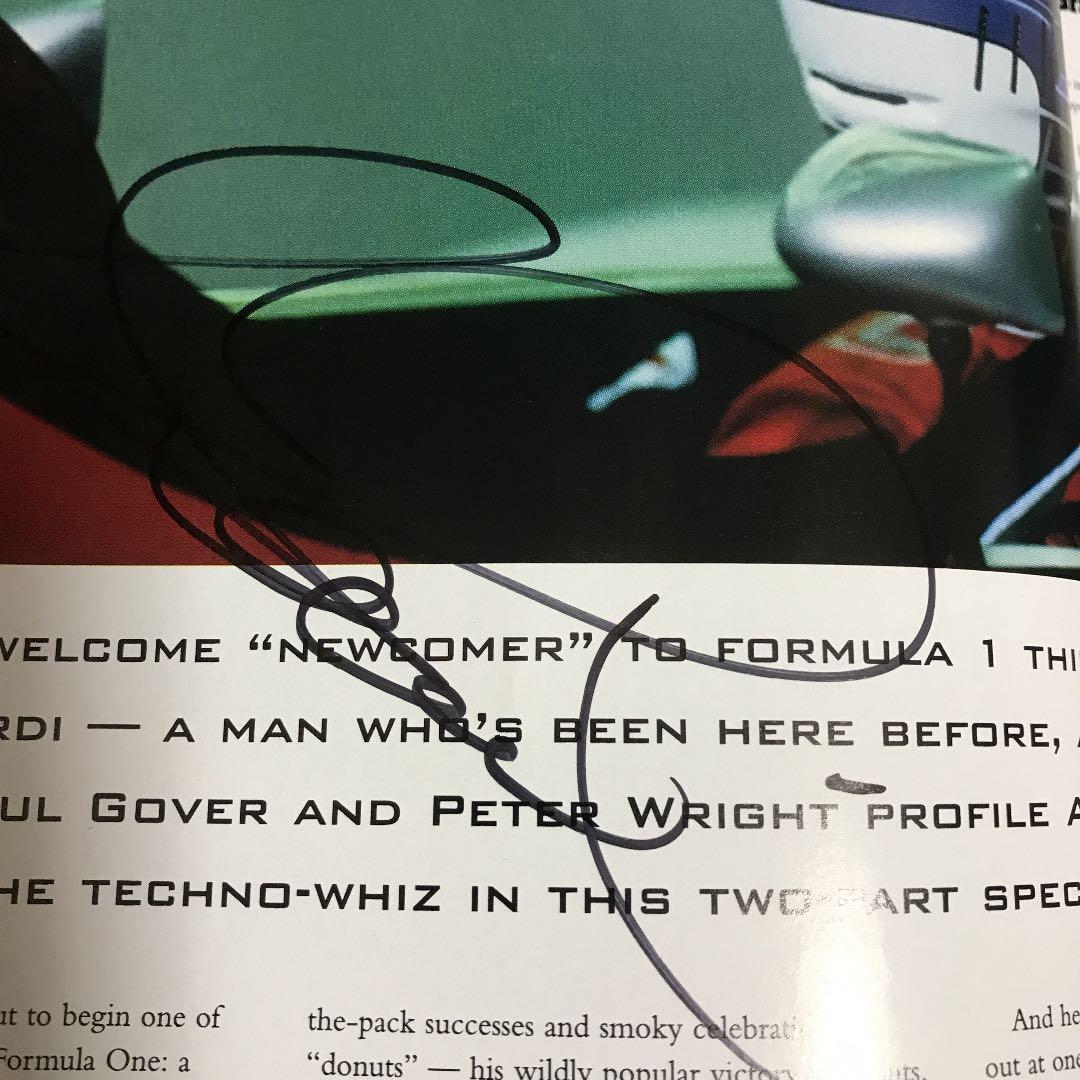 WELCOME “NEWCOMER” TO FORMULA 1 THI
RDI — A MAN WHO’S BEEN HERE BEFORE,
UL GOVER AND PETER WRIGHT PROFILE A
HE TECHNO-WHIZ IN THIS TWO-PART SPEC
ut to begin one of
Formula One: a
the-pack successes and smoky celebrati
“donuts” — his wildly popular victory
And he
out at one